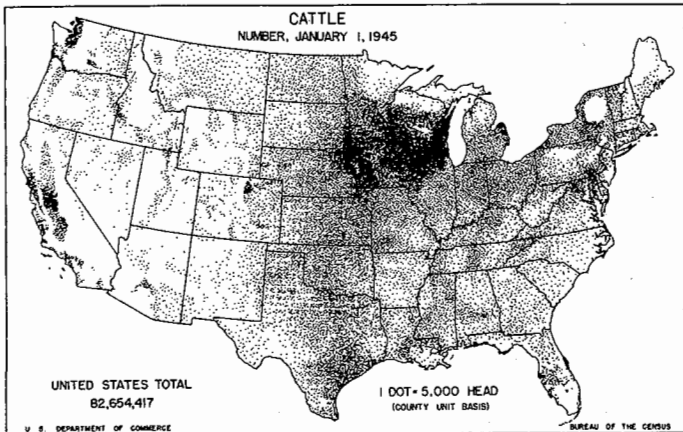 CATTLE
NUMBER, JANUARY 1, 1945
UNITED STATES TOTAL
82,654,417
1 DOT = 5,000 HEAD
(COUNTY UNIT BASIS)
U S. DEPARTMENT OF COMMERCE
BUREAU OF THE CENSUS